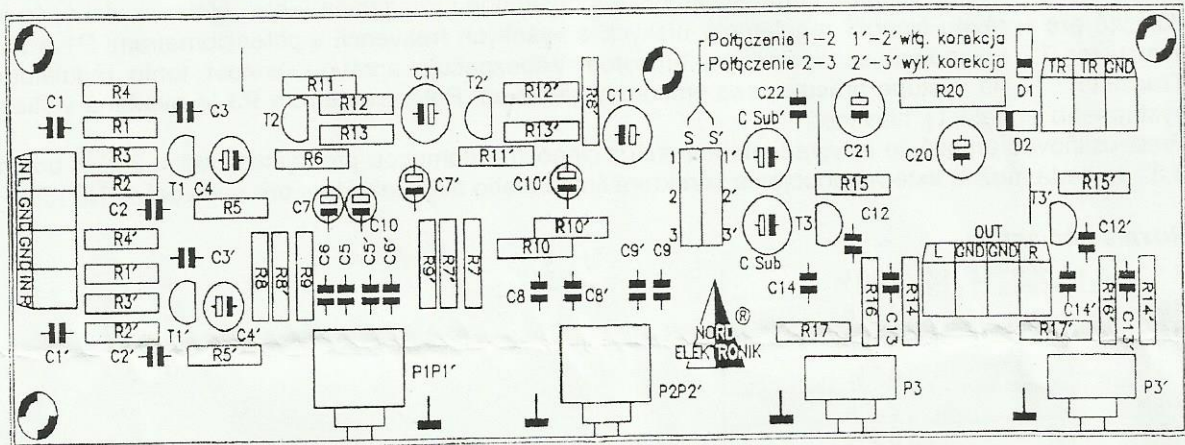 Połączenie 1-2 1'-2' włą. korekcja
Połączenie 2-3 2'-3' wył. korekcja
C1
R4
R1
R3
R2
C2
R4'
R1'
R3'
R2'
C1'
C2'
INL GND GND INR
C3
T1
C4
R5
C3'
T1'
C4'
R5'
T2
R11
R12
R13
R6
C11
T2'
R12'
R13'
R11'
R6'
C11'
C7
C10
C7'
C10'
R8
R8'
R9
C6
C5
C5'
C6'
R9'
R7'
R7
R10'
R10
C8
C8'
C9'
C9
P1P1'
P2P2'
S S'
1 1'
2 2'
3 3'
C Sub'
C Sub
C22
C21
R20
C20
D1
D2
TR TR GND
R15
T3
C12
C14
R16
C13
R14
R17
P3
OUT
L GND GND R
R15'
T3'
C12'
C14'
R16'
C13'
R14'
R17'
P3'
NORD ®
ELEKTRONIK